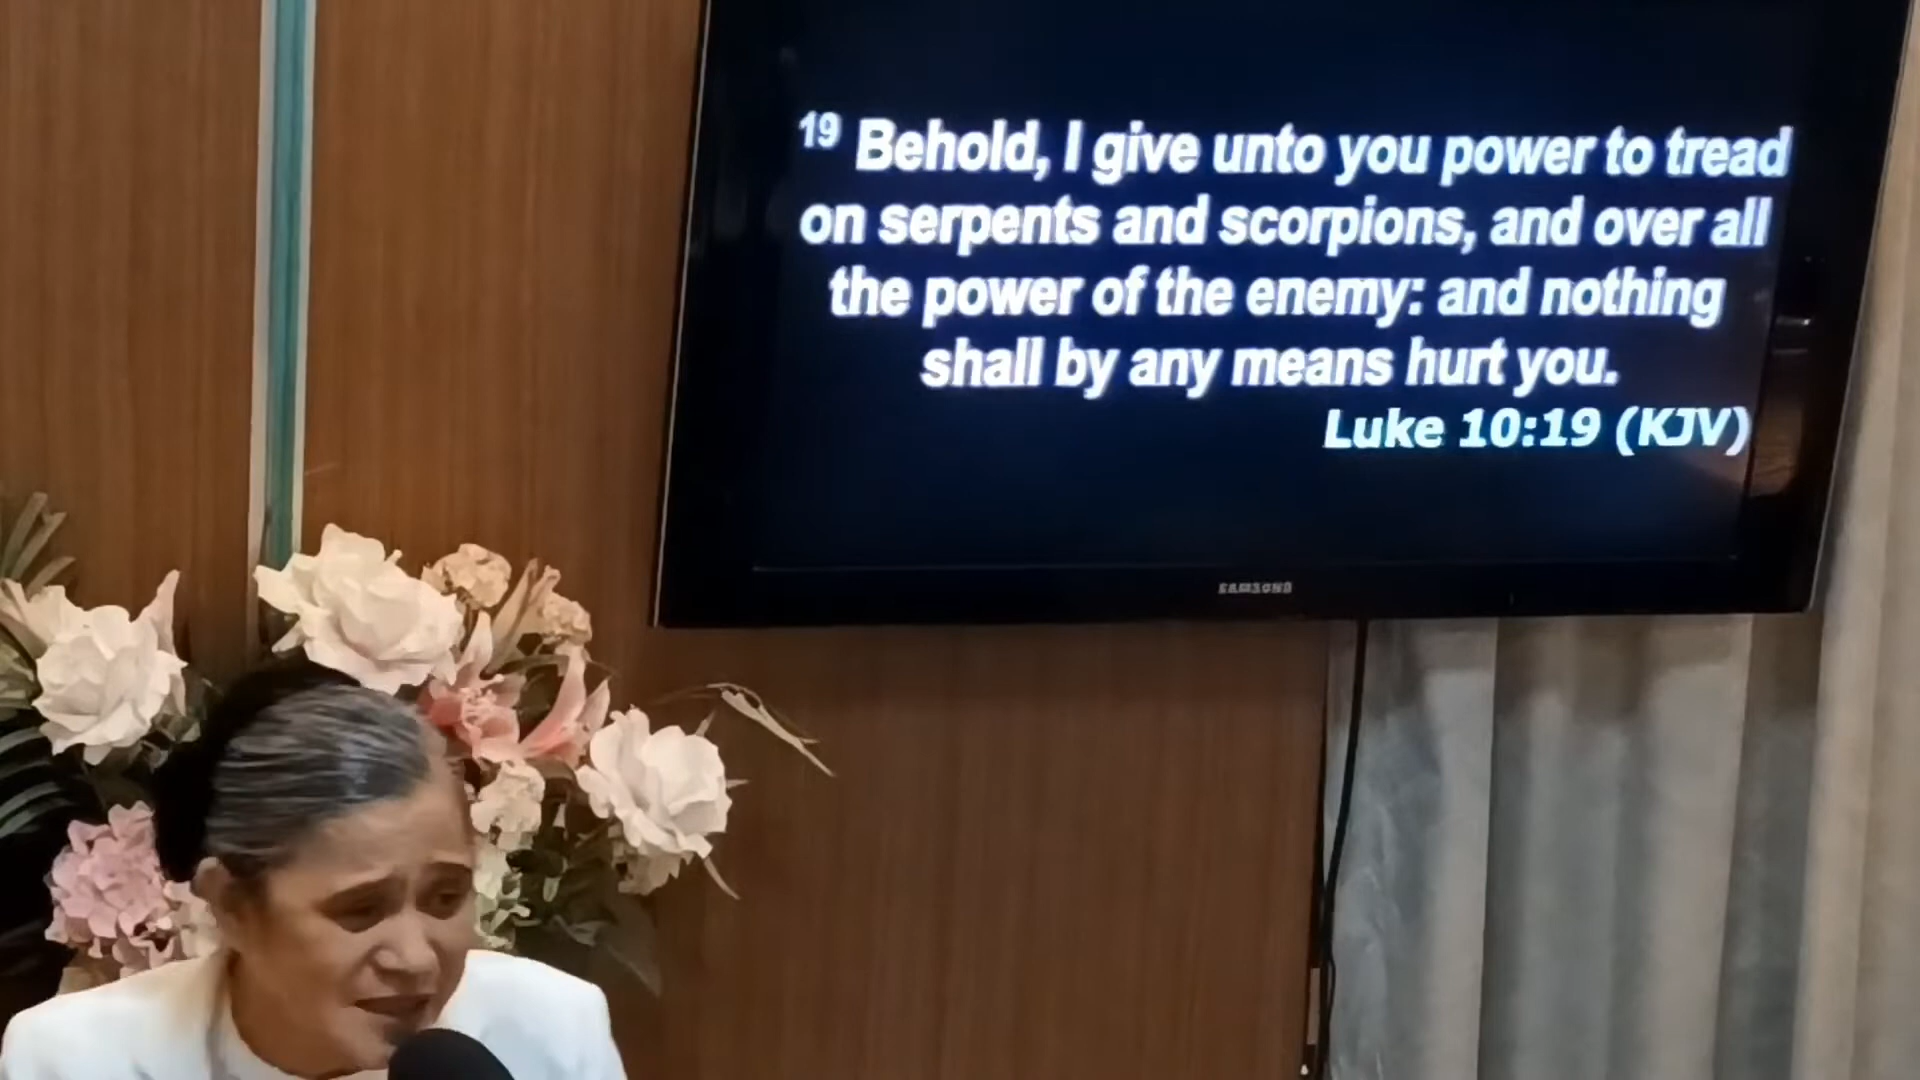 19 Behold, I give unto you power to tread
on serpents and scorpions, and over all
the power of the enemy: and nothing
shall by any means hurt you.
Luke 10:19 (KJV)
SAMSUNG